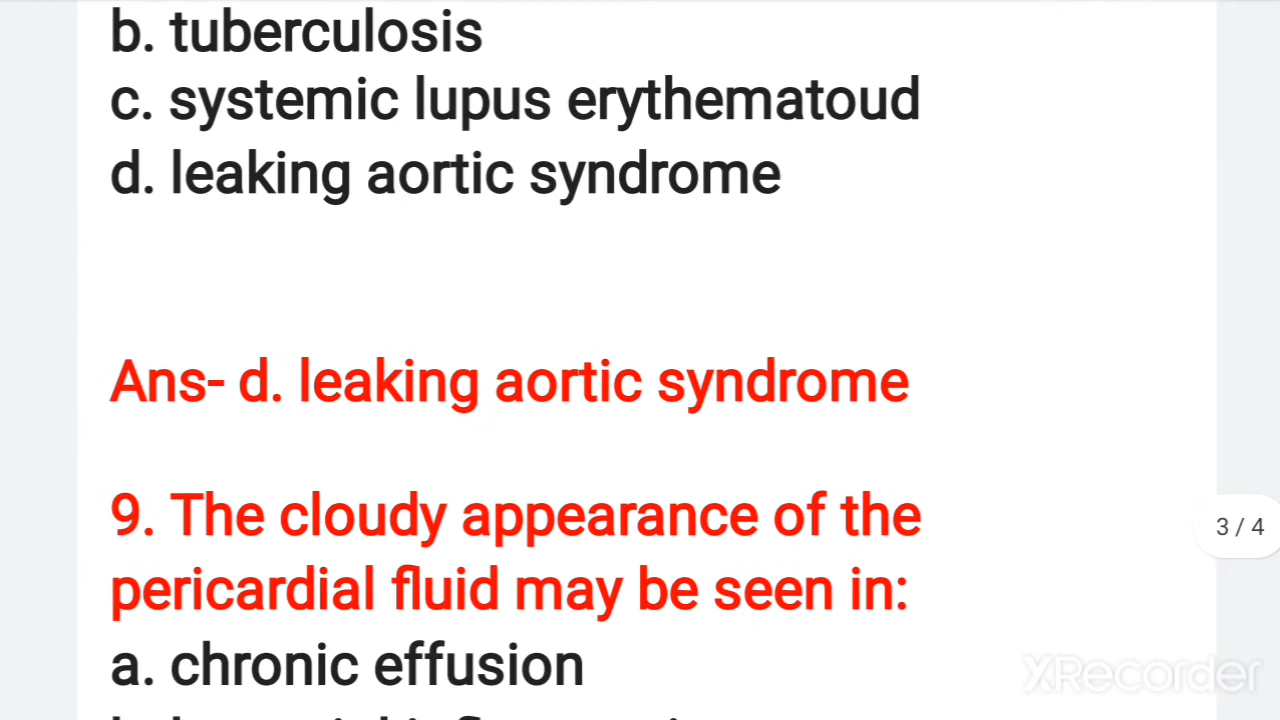 b. tuberculosis
c. systemic lupus erythematoud
d. leaking aortic syndrome
Ans- d. leaking aortic syndrome
9. The cloudy appearance of the
pericardial fluid may be seen in:
3 / 4
a. chronic effusion
XRecorder